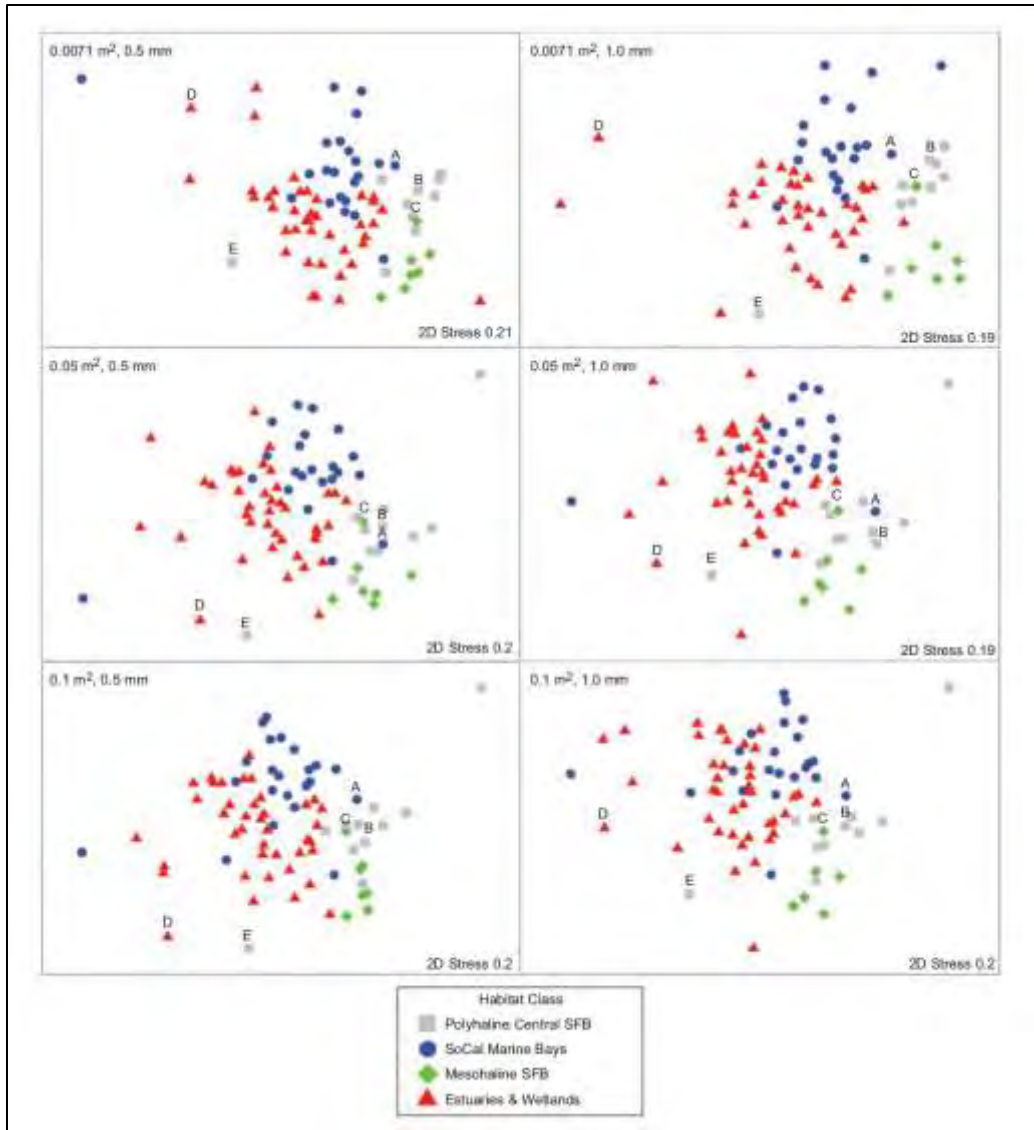 0.0071 m², 0.5 mm
D
A
B
C
E
2D Stress 0.21
0.0071 m², 1.0 mm
D
A
B
C
E
2D Stress 0.19
0.05 m², 0.5 mm
C
B
A
D
E
2D Stress 0.2
0.05 m², 1.0 mm
C
A
B
D
E
2D Stress 0.19
0.1 m², 0.5 mm
A
C
B
D
E
2D Stress 0.2
0.1 m², 1.0 mm
A
B
C
D
E
2D Stress 0.2
Habitat Class
Polyhaline Central SFB
SoCal Marine Bays
Mesohaline SFB
Estuaries & Wetlands